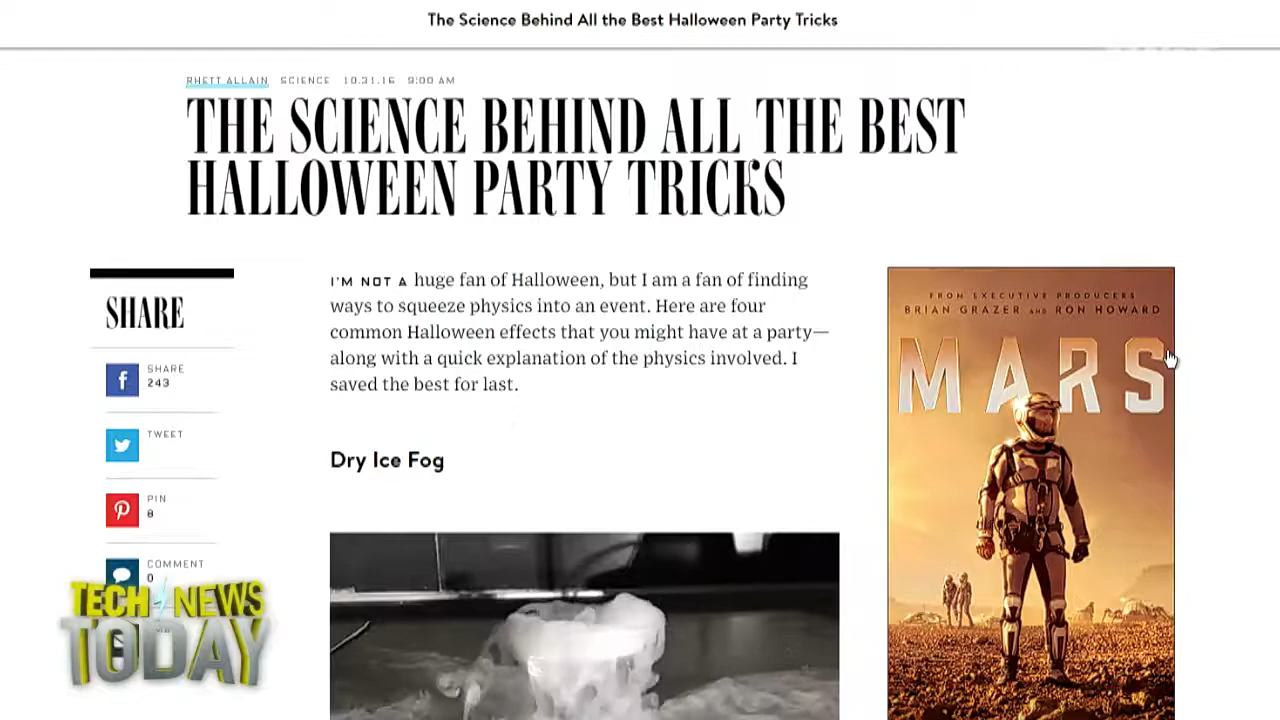 The Science Behind All the Best Halloween Party Tricks
RHETT ALLAIN SCIENCE 10.31.16 9:00 AM
THE SCIENCE BEHIND ALL THE BEST
HALLOWEEN PARTY TRICKS
SHARE
SHARE
243
TWEET
PIN
8
COMMENT
0
I'M NOT A huge fan of Halloween, but I am a fan of finding
ways to squeeze physics into an event. Here are four
common Halloween effects that you might have at a party—
along with a quick explanation of the physics involved. I
saved the best for last.
Dry Ice Fog
FROM EXECUTIVE PRODUCERS
BRIAN GRAZER AND RON HOWARD
MARS
TECH NEWS
TODAY